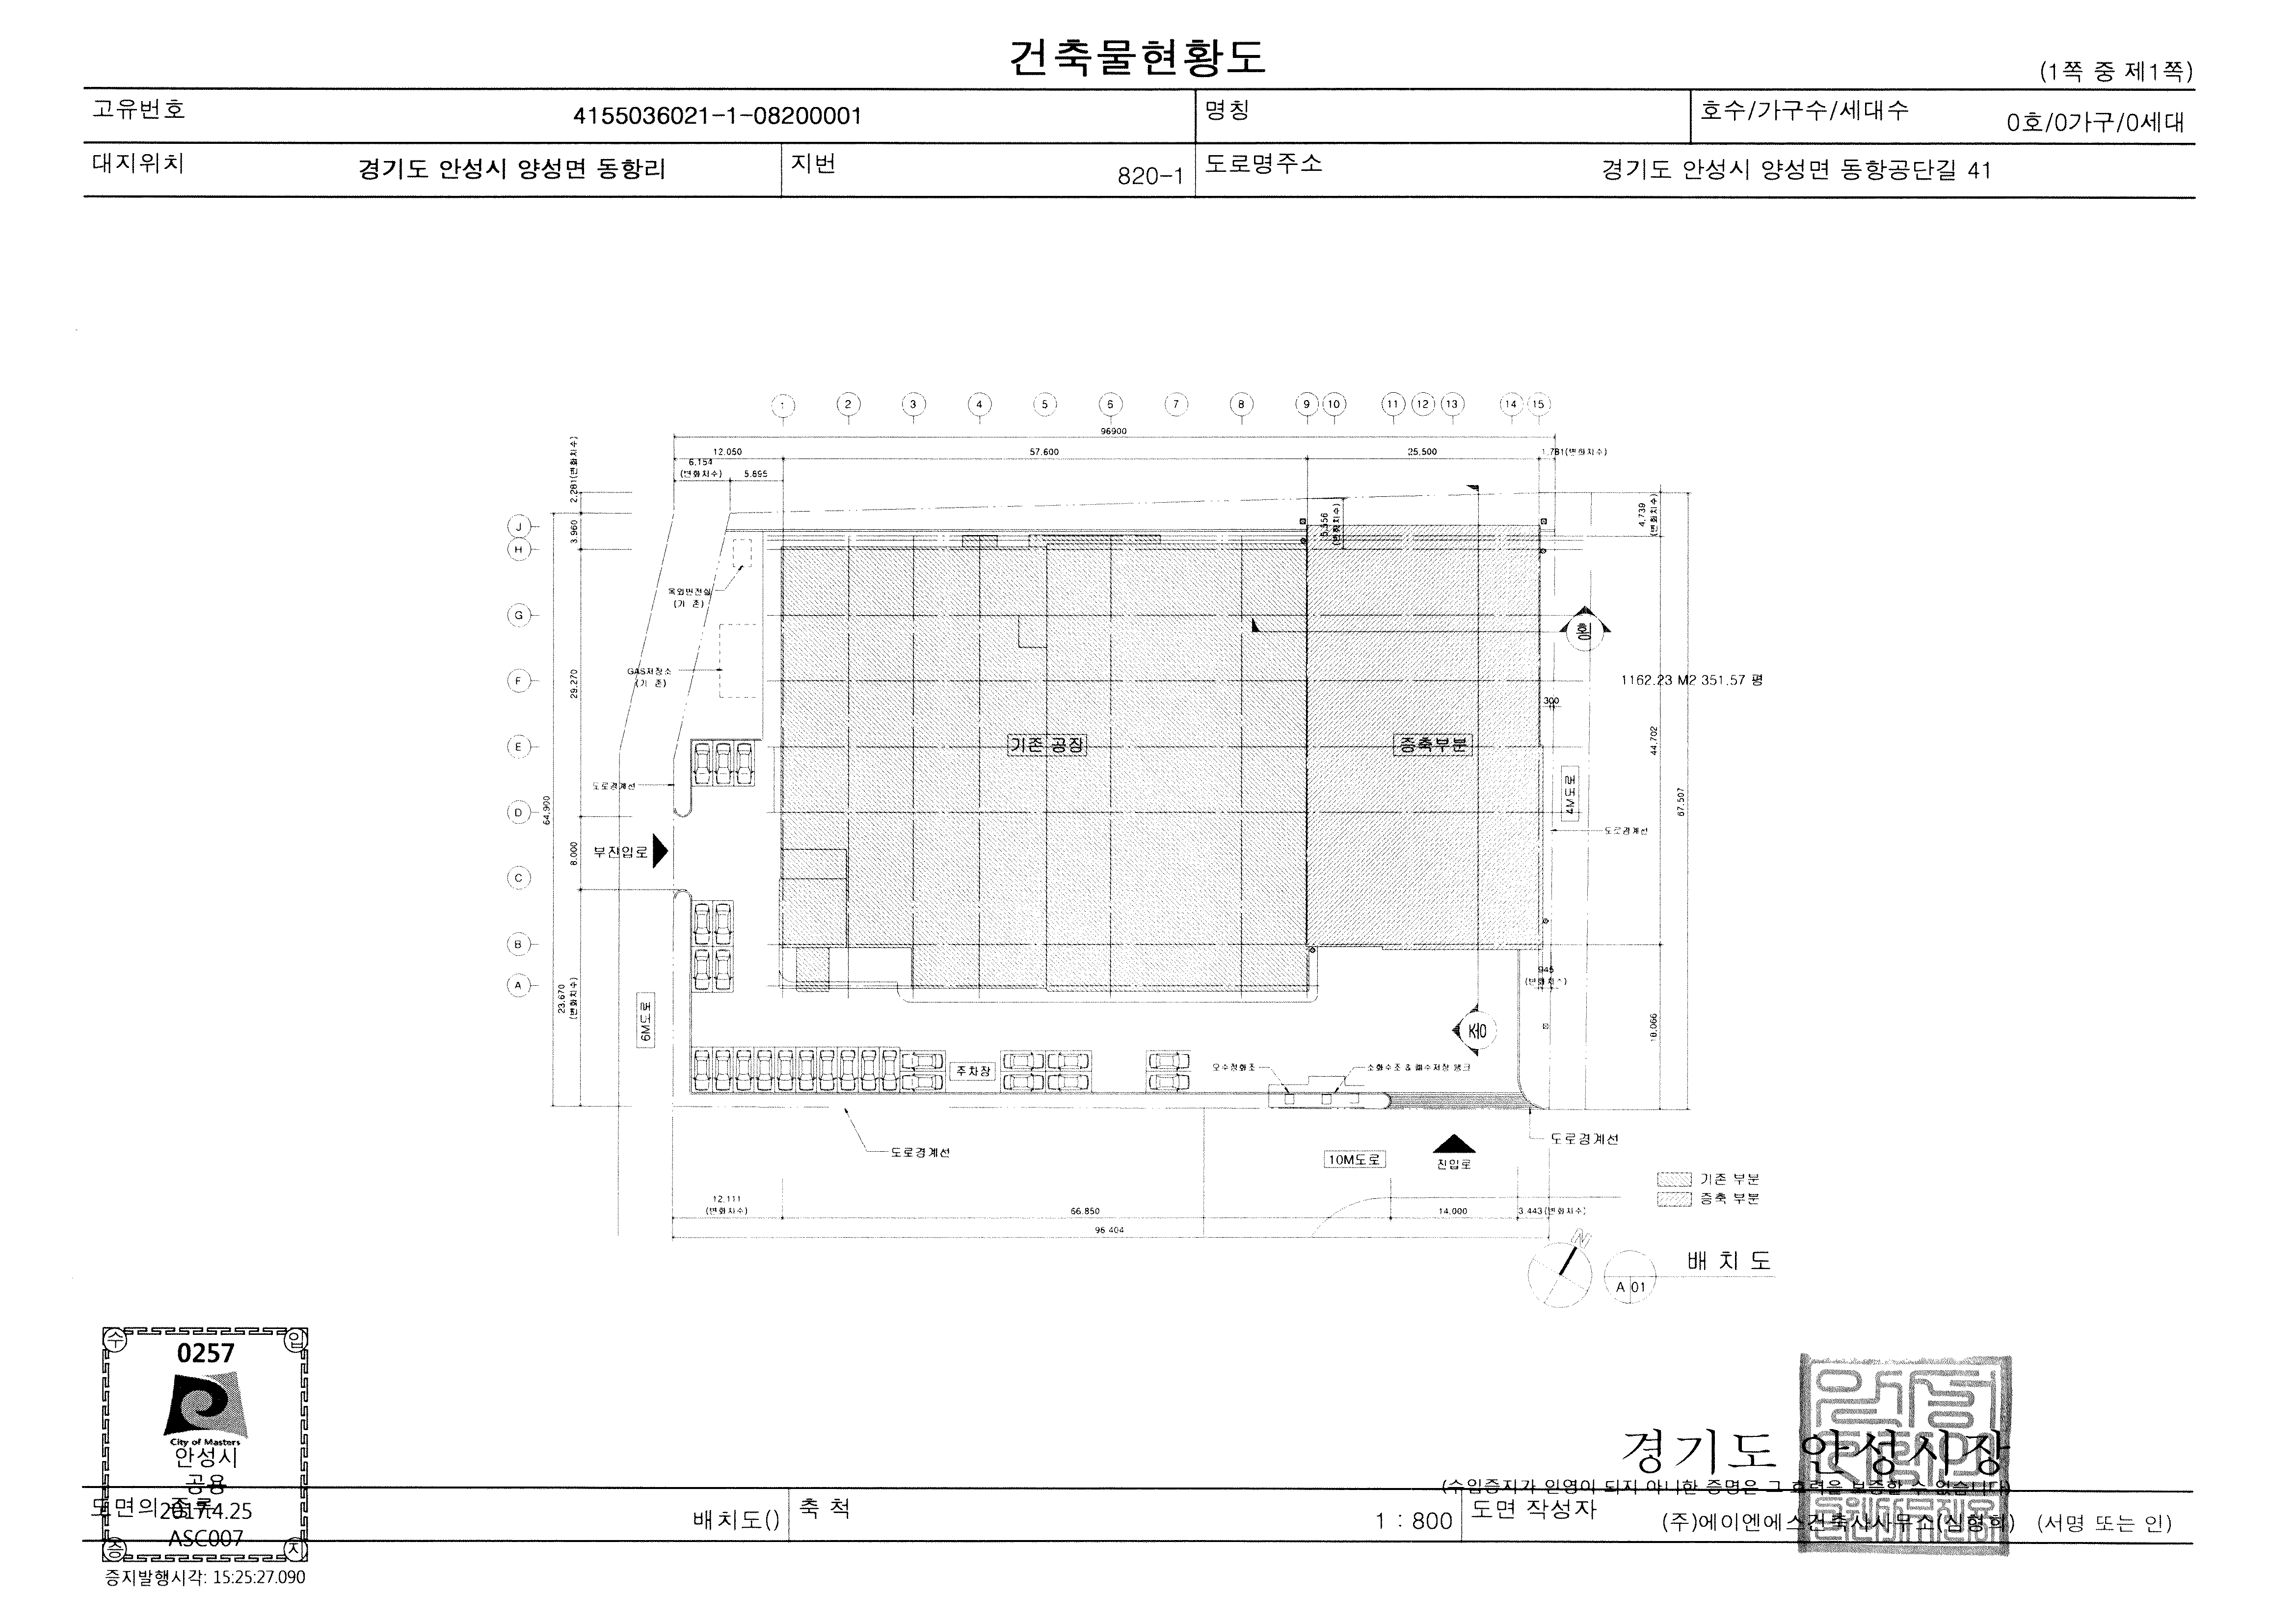 건축물현황도
(1쪽 중 제1쪽)
고유번호 4155036021-1-08200001 명칭 호수/가구수/세대수 0호/0가구/0세대
대지위치 경기도 안성시 양성면 동항리 지번 820-1 도로명주소 경기도 안성시 양성면 동항공단길 41
1 2 3 4 5 6 7 8 9 10 11 12 13 14 15
96900
12.050 57.600 25.500 1.781(변화치수)
6.154
(변화치수) 5.895
2.281(변화치수)
3.960
29.270
8.000
23.670
(변화치수)
64.900
J
H
G
F
E
D
C
B
A
5.556
(변화치수)
4.739
(변화치수)
옥외변전실
(기 존)
GAS저장소
(기 존)
1162.23 M2 351.57 평
300
44.702
67.507
기존 공장
증축부분
도로경계선
4M도로
도로경계선
부진입로
945
(변화치수)
6M도로
18.066
주차장
오수정화조
소화수조 & 폐수저장 탱크
도로경계선
도로경계선
10M도로
진입로
기존 부분
증축 부분
12.111
(변화치수) 66.850 14.000 3.443(변화치수)
96.404
배 치 도
A 01
수 입
0257
City of Masters
안성시
공용
2017.4.25
ASC007
증 지
증지발행시각: 15:25:27.090
경기도 안성시장
(수입증지가 인영이 되지 아니한 증명은 그 효력을 보증할 수 없습니다)
도면의 종류 배치도() 축 척 1 : 800 도면 작성자 (주)에이엔에스건축사사무소(심형희) (서명 또는 인)